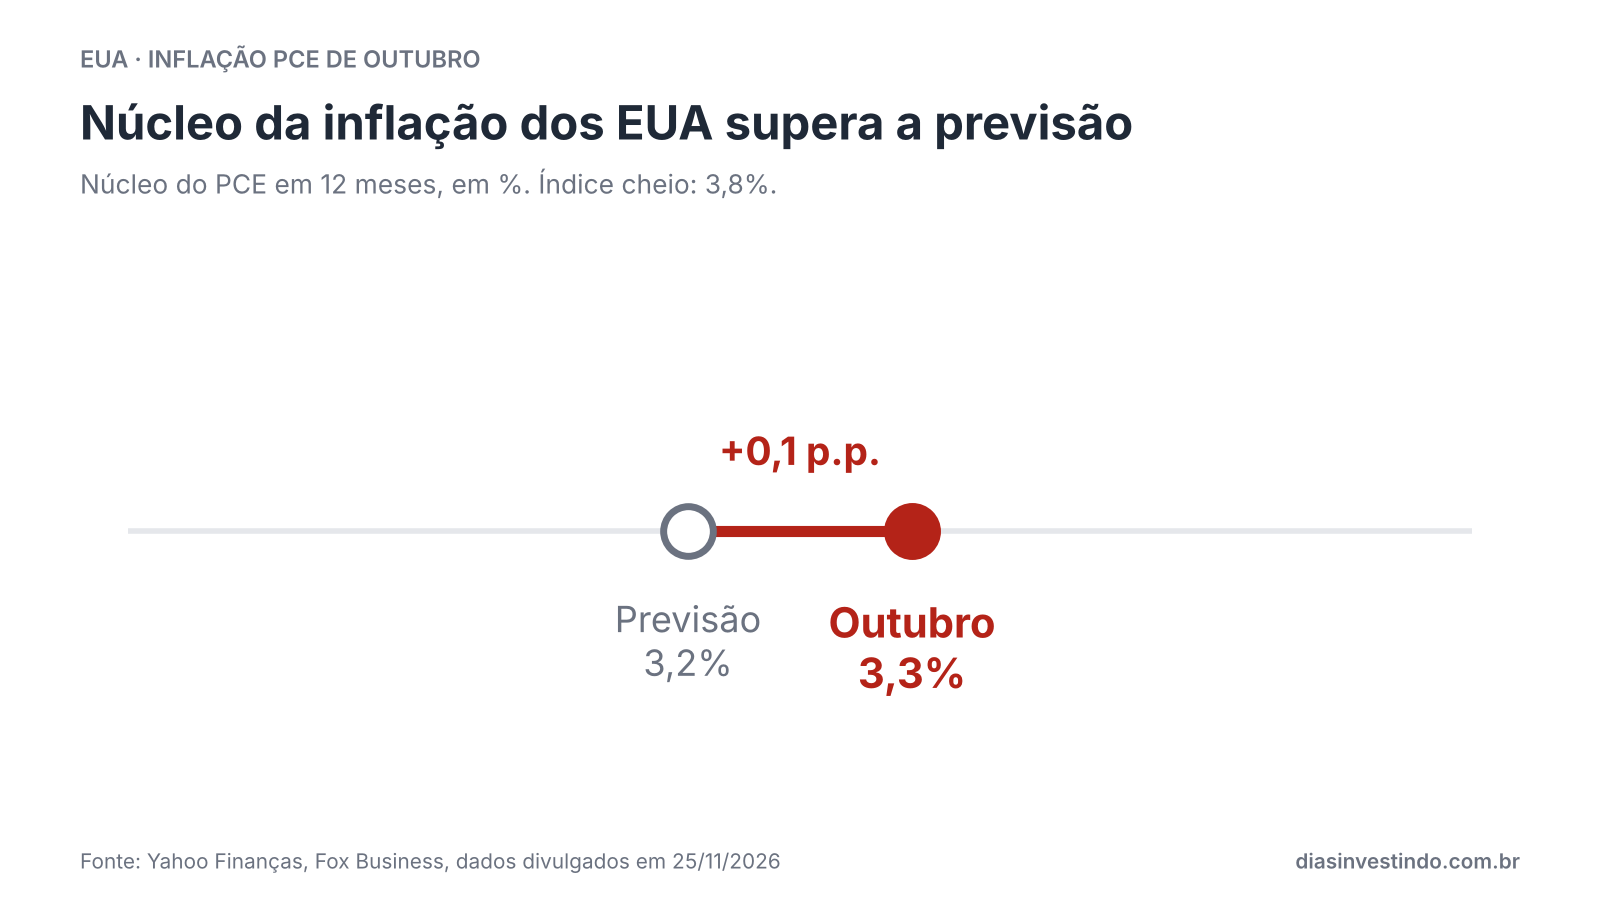 EUA · INFLAÇÃO PCE DE OUTUBRO
Núcleo da inflação dos EUA supera a previsão
Núcleo do PCE em 12 meses, em %. Índice cheio: 3,8%.
+0,1 p.p.
Previsão
3,2%
Outubro
3,3%
Fonte: Yahoo Finanças, Fox Business, dados divulgados em 25/11/2026
diasinvestindo.com.br